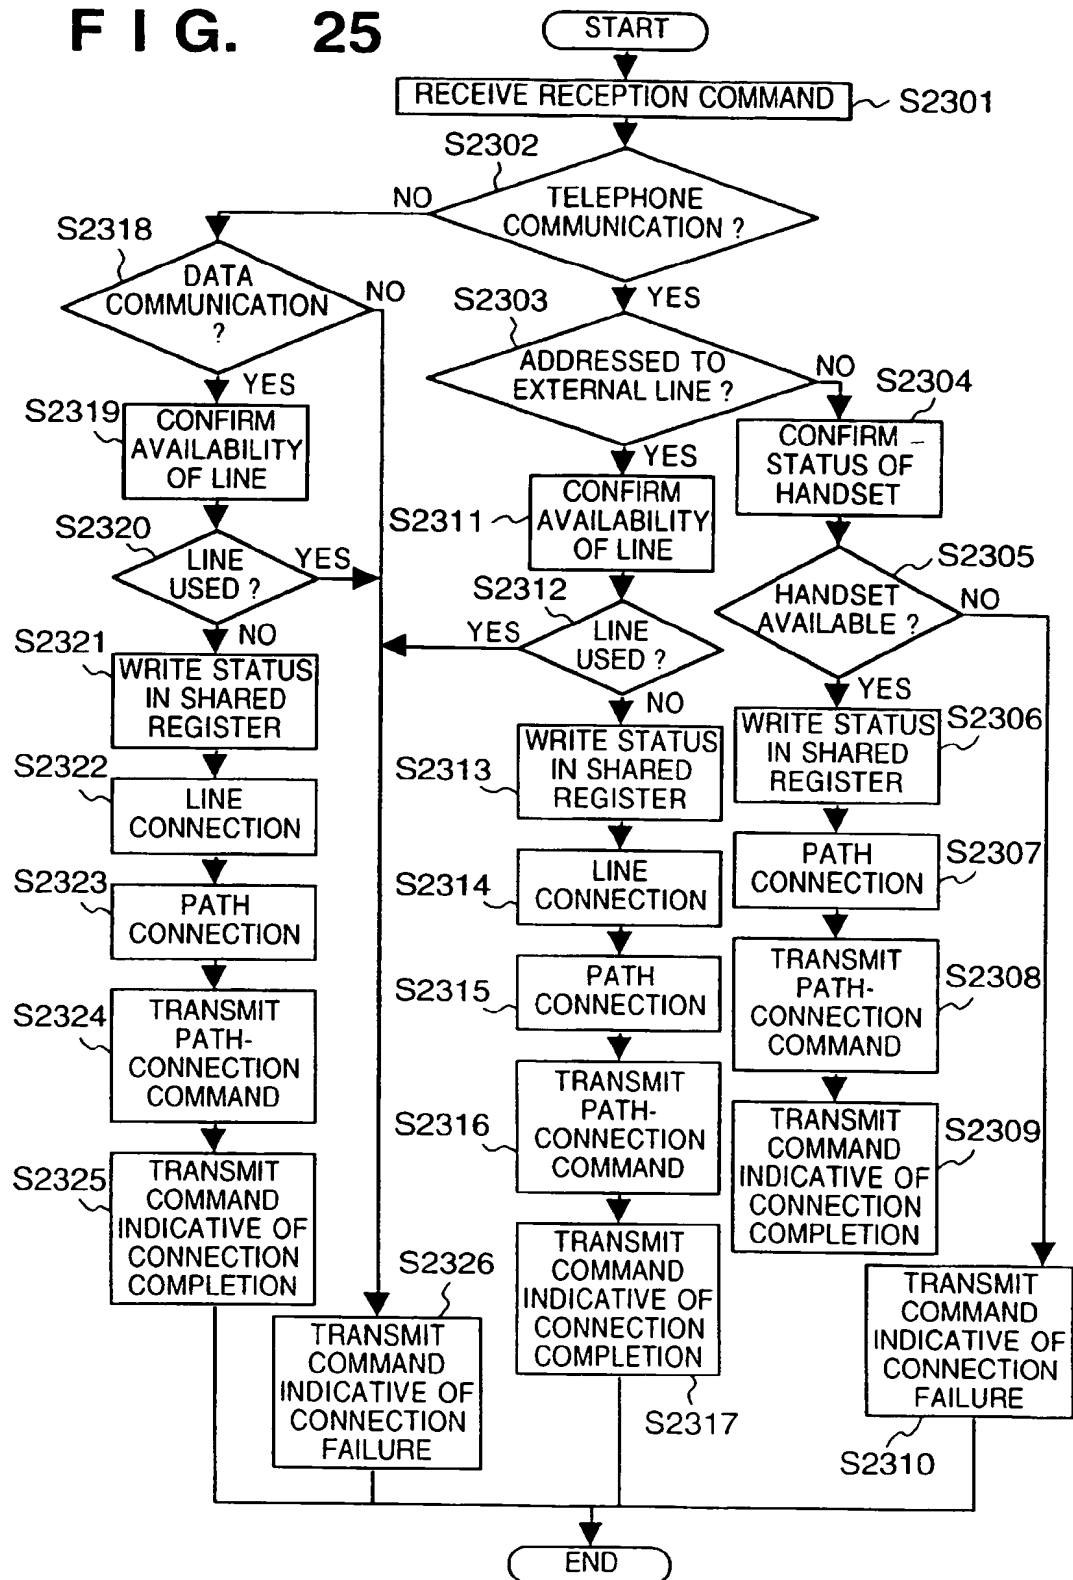 FIG. 25
START
RECEIVE RECEPTION COMMAND
S2301
S2302
TELEPHONE
COMMUNICATION ?
NO
YES
S2318
DATA
COMMUNICATION
?
NO
YES
S2303
ADDRESSED TO
EXTERNAL LINE ?
NO
YES
S2304
CONFIRM
STATUS OF
HANDSET
S2319
CONFIRM
AVAILABILITY
OF LINE
S2311
CONFIRM
AVAILABILITY
OF LINE
S2305
HANDSET
AVAILABLE ?
NO
YES
S2320
LINE
USED ?
YES
NO
S2312
LINE
USED ?
YES
NO
S2321
WRITE STATUS
IN SHARED
REGISTER
S2313
WRITE STATUS
IN SHARED
REGISTER
S2306
WRITE STATUS
IN SHARED
REGISTER
S2322
LINE
CONNECTION
S2314
LINE
CONNECTION
S2307
PATH
CONNECTION
S2323
PATH
CONNECTION
S2315
PATH
CONNECTION
S2308
TRANSMIT
PATH-
CONNECTION
COMMAND
S2324
TRANSMIT
PATH-
CONNECTION
COMMAND
S2316
TRANSMIT
PATH-
CONNECTION
COMMAND
S2309
TRANSMIT
COMMAND
INDICATIVE OF
CONNECTION
COMPLETION
S2325
TRANSMIT
COMMAND
INDICATIVE OF
CONNECTION
COMPLETION
S2326
TRANSMIT
COMMAND
INDICATIVE OF
CONNECTION
FAILURE
TRANSMIT
COMMAND
INDICATIVE OF
CONNECTION
COMPLETION
S2317
TRANSMIT
COMMAND
INDICATIVE OF
CONNECTION
FAILURE
S2310
END